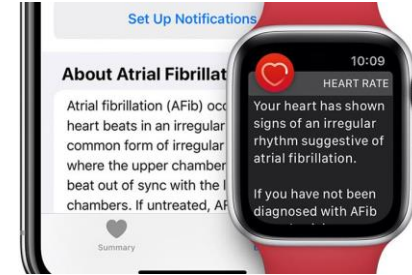 Set Up Notifications
About Atrial Fibrillat
Atrial fibrillation (AFib) occ
heart beats in an irregular
common form of irregular
where the upper chamber
beat out of sync with the
chambers. If untreated,
Summary
10:09
HEART RATE
Your heart has shown
signs of an irregular
rhythm suggestive of
atrial fibrillation.
If you have not been
diagnosed with AFib